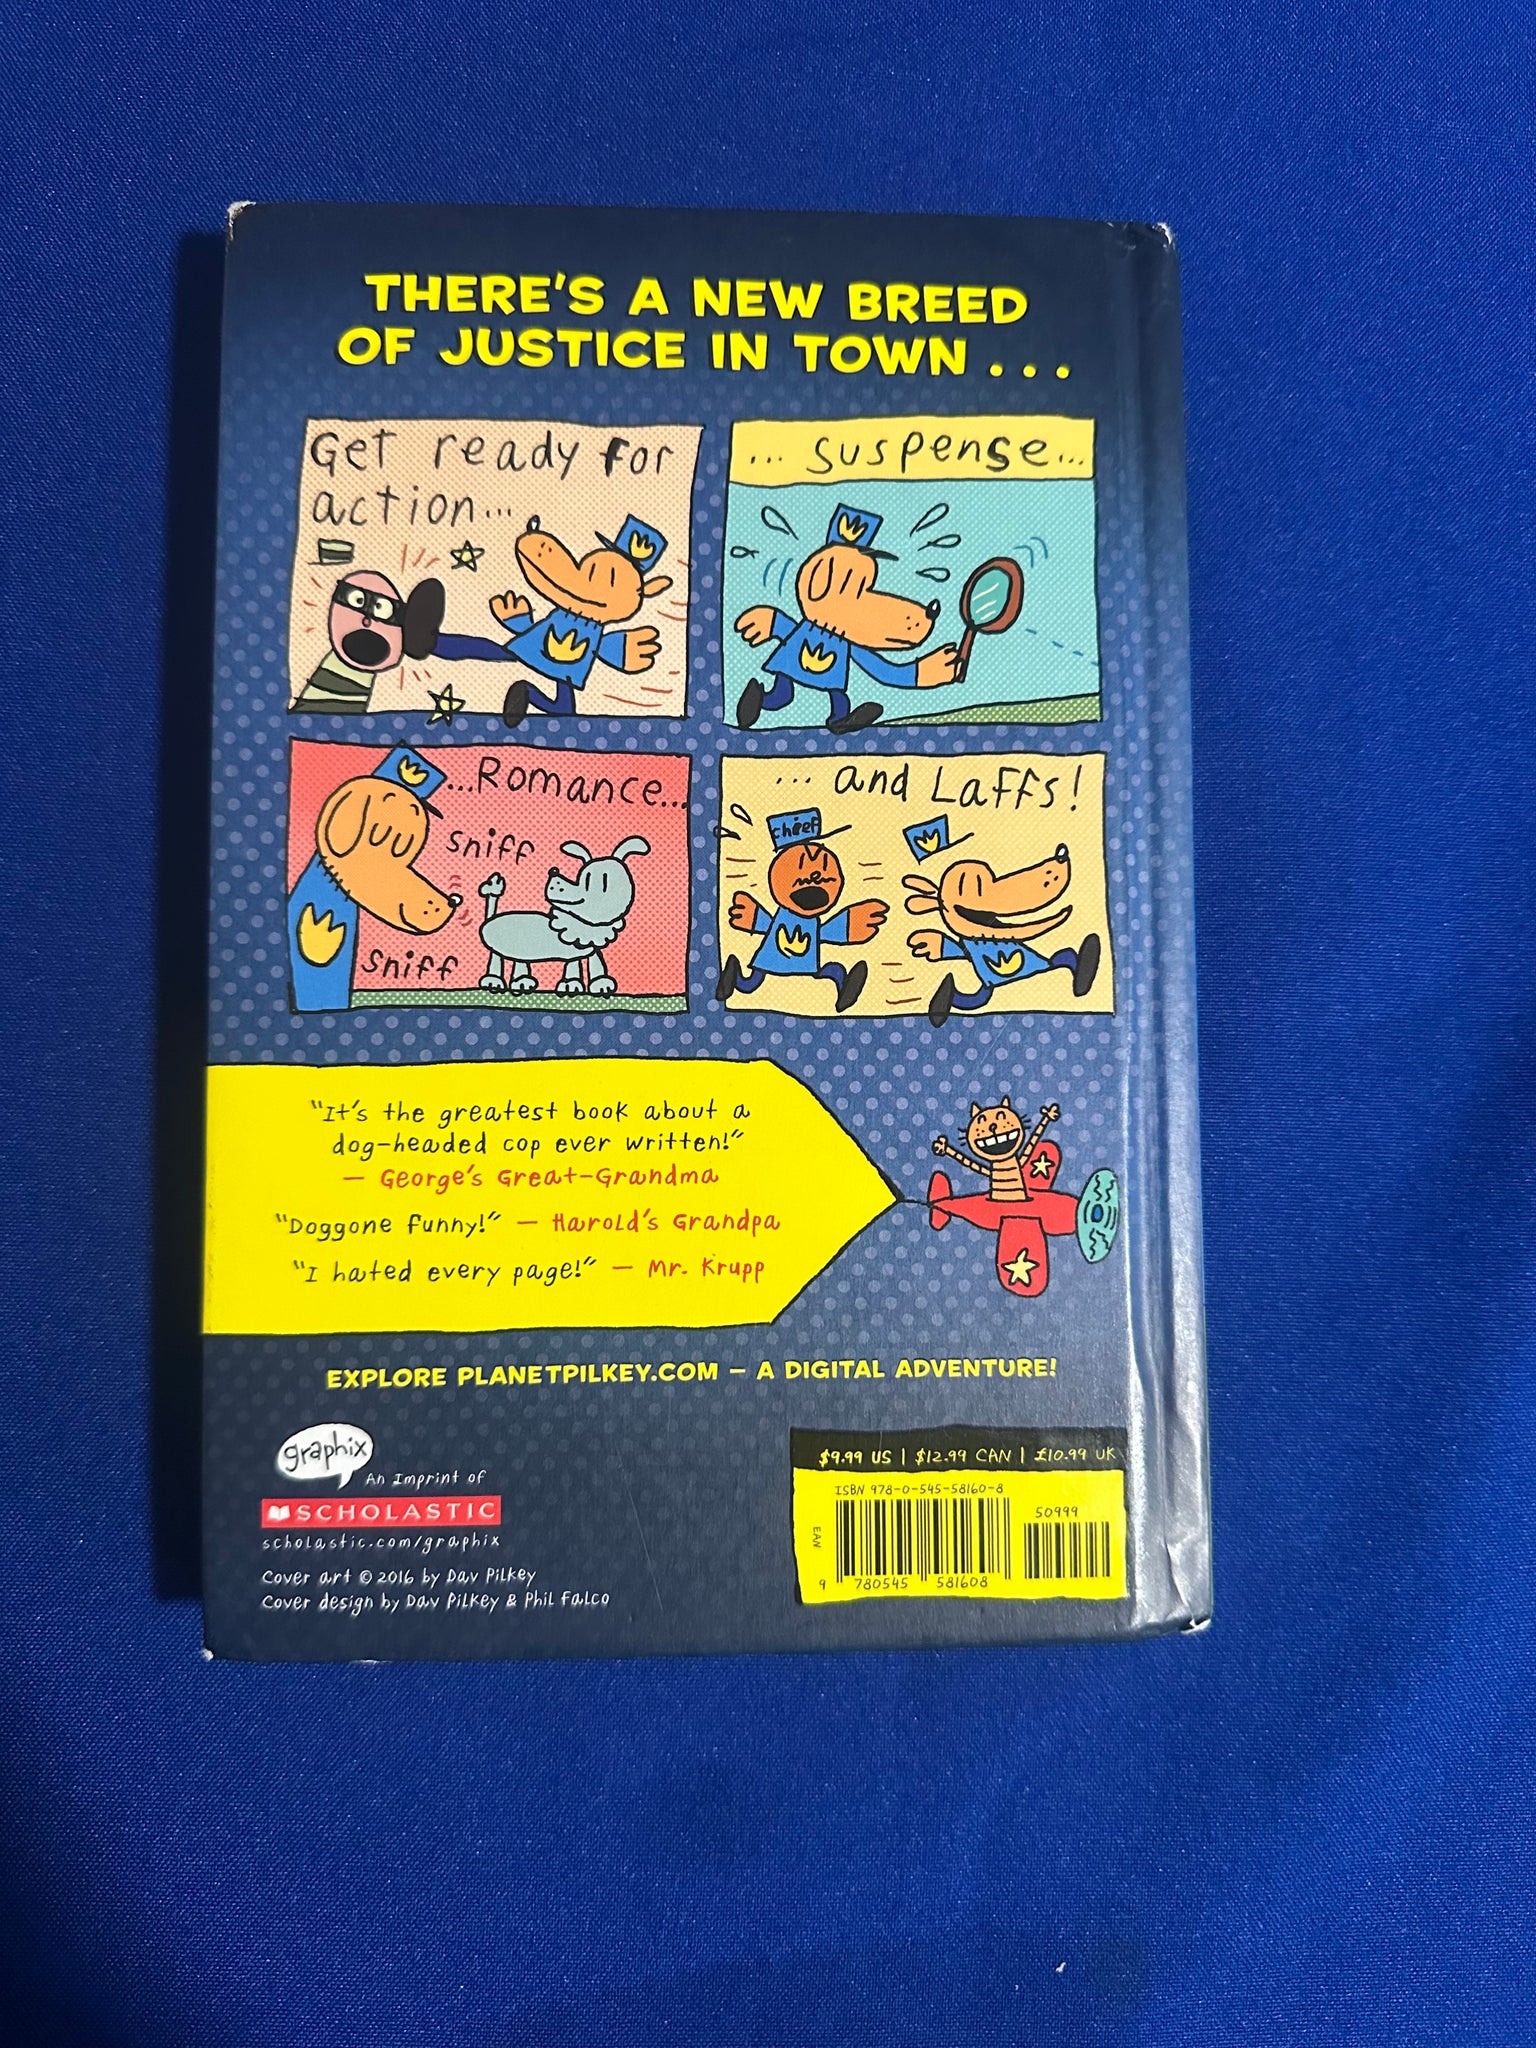 THERE'S A NEW BREED
OF JUSTICE IN TOWN . . .
Get ready for
action...
... suspense...
...Romance...
sniff
sniff
... and Laffs!
chief
"It's the greatest book about a
dog-headed cop ever written!"
— George's Great-Grandma
"Doggone funny!" — Harold's Grandpa
"I hated every page!" — Mr. Krupp
EXPLORE PLANETPILKEY.COM – A DIGITAL ADVENTURE!
graphix
An Imprint of
SCHOLASTIC
scholastic.com/graphix
Cover art © 2016 by Dav Pilkey
Cover design by Dav Pilkey & Phil Falco
$9.99 US | $12.99 CAN | £10.99 UK
ISBN 978-0-545-58160-8
50999
EAN
9 780545 581608